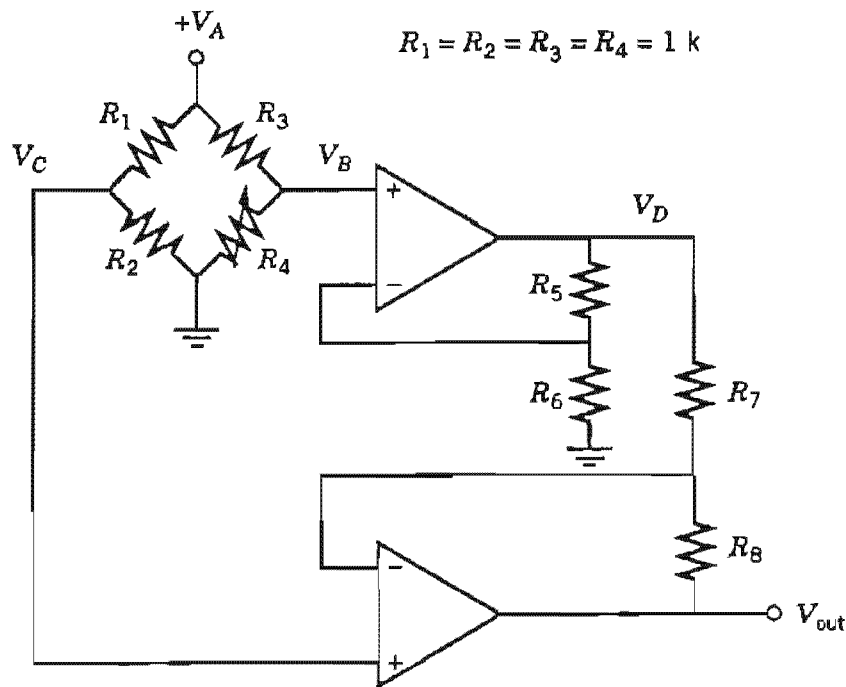 +V_A
R_1 = R_2 = R_3 = R_4 = 1 k
R_1
R_3
V_C
V_B
+
V_D
R_2
R_4
−
R_5
R_6
R_7
−
R_8
V_out
+